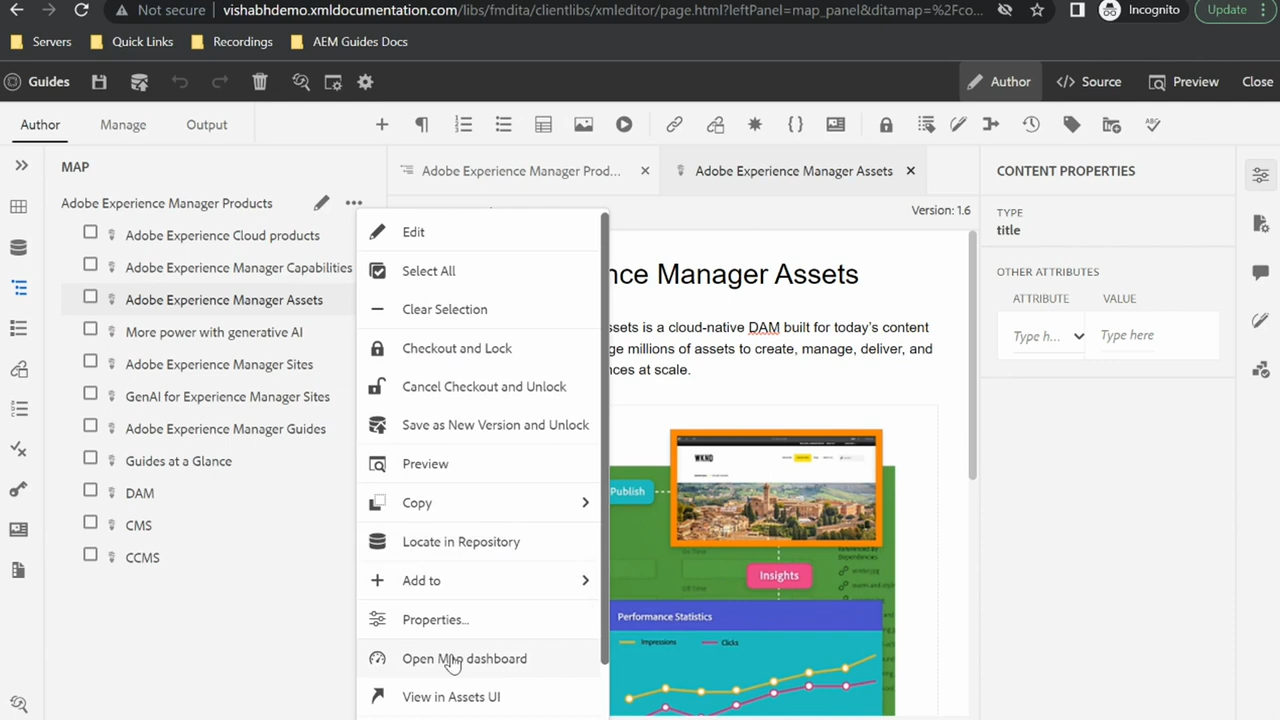 Not secure vishabhdemo.xmldocumentation.com/libs/fmdita/clientlibs/xmleditor/page.html?leftPanel=map_panel&ditamap=%2Fco... Incognito Update
Servers Quick Links Recordings AEM Guides Docs
Guides Author Source Preview Close
Author Manage Output
MAP Adobe Experience Manager Prod... Adobe Experience Manager Assets CONTENT PROPERTIES
Adobe Experience Manager Products
Version: 1.6
TYPE
title
Adobe Experience Cloud products
Adobe Experience Manager Capabilities
Adobe Experience Manager Assets
More power with generative AI
Adobe Experience Manager Sites
GenAI for Experience Manager Sites
Adobe Experience Manager Guides
Guides at a Glance
DAM
CMS
CCMS
Edit
Select All
Clear Selection
Checkout and Lock
Cancel Checkout and Unlock
Save as New Version and Unlock
Preview
Copy
Locate in Repository
Add to
Properties...
Open Map dashboard
View in Assets UI
nce Manager Assets
ssets is a cloud-native DAM built for today's content
ge millions of assets to create, manage, deliver, and
nces at scale.
WKND
Publish
Insights
Performance Statistics
Impressions Clicks
OTHER ATTRIBUTES
ATTRIBUTE VALUE
Type h... Type here